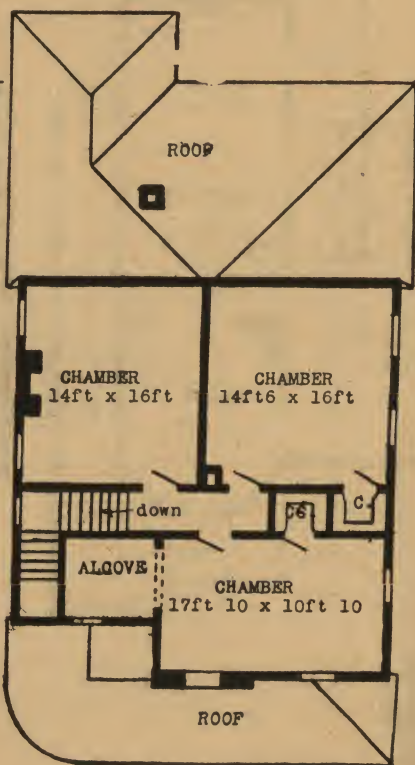 ROOF
CHAMBER
14ft x 16ft
CHAMBER
14ft6 x 16ft
down
C.
ALCOVE
CHAMBER
17ft 10 x 10ft 10
ROOF